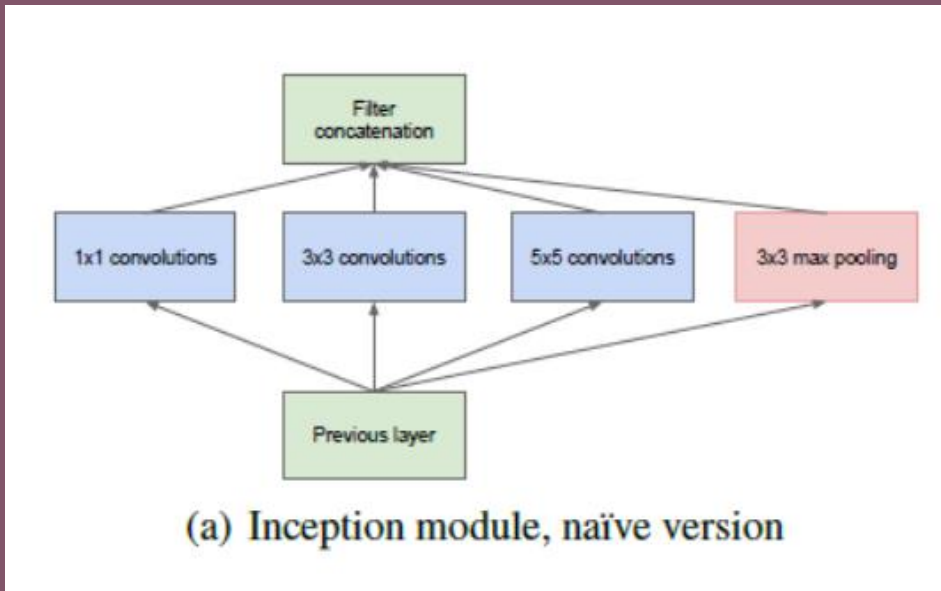 Filter
concatenation
1x1 convolutions
3x3 convolutions
5x5 convolutions
3x3 max pooling
Previous layer
(a) Inception module, naïve version